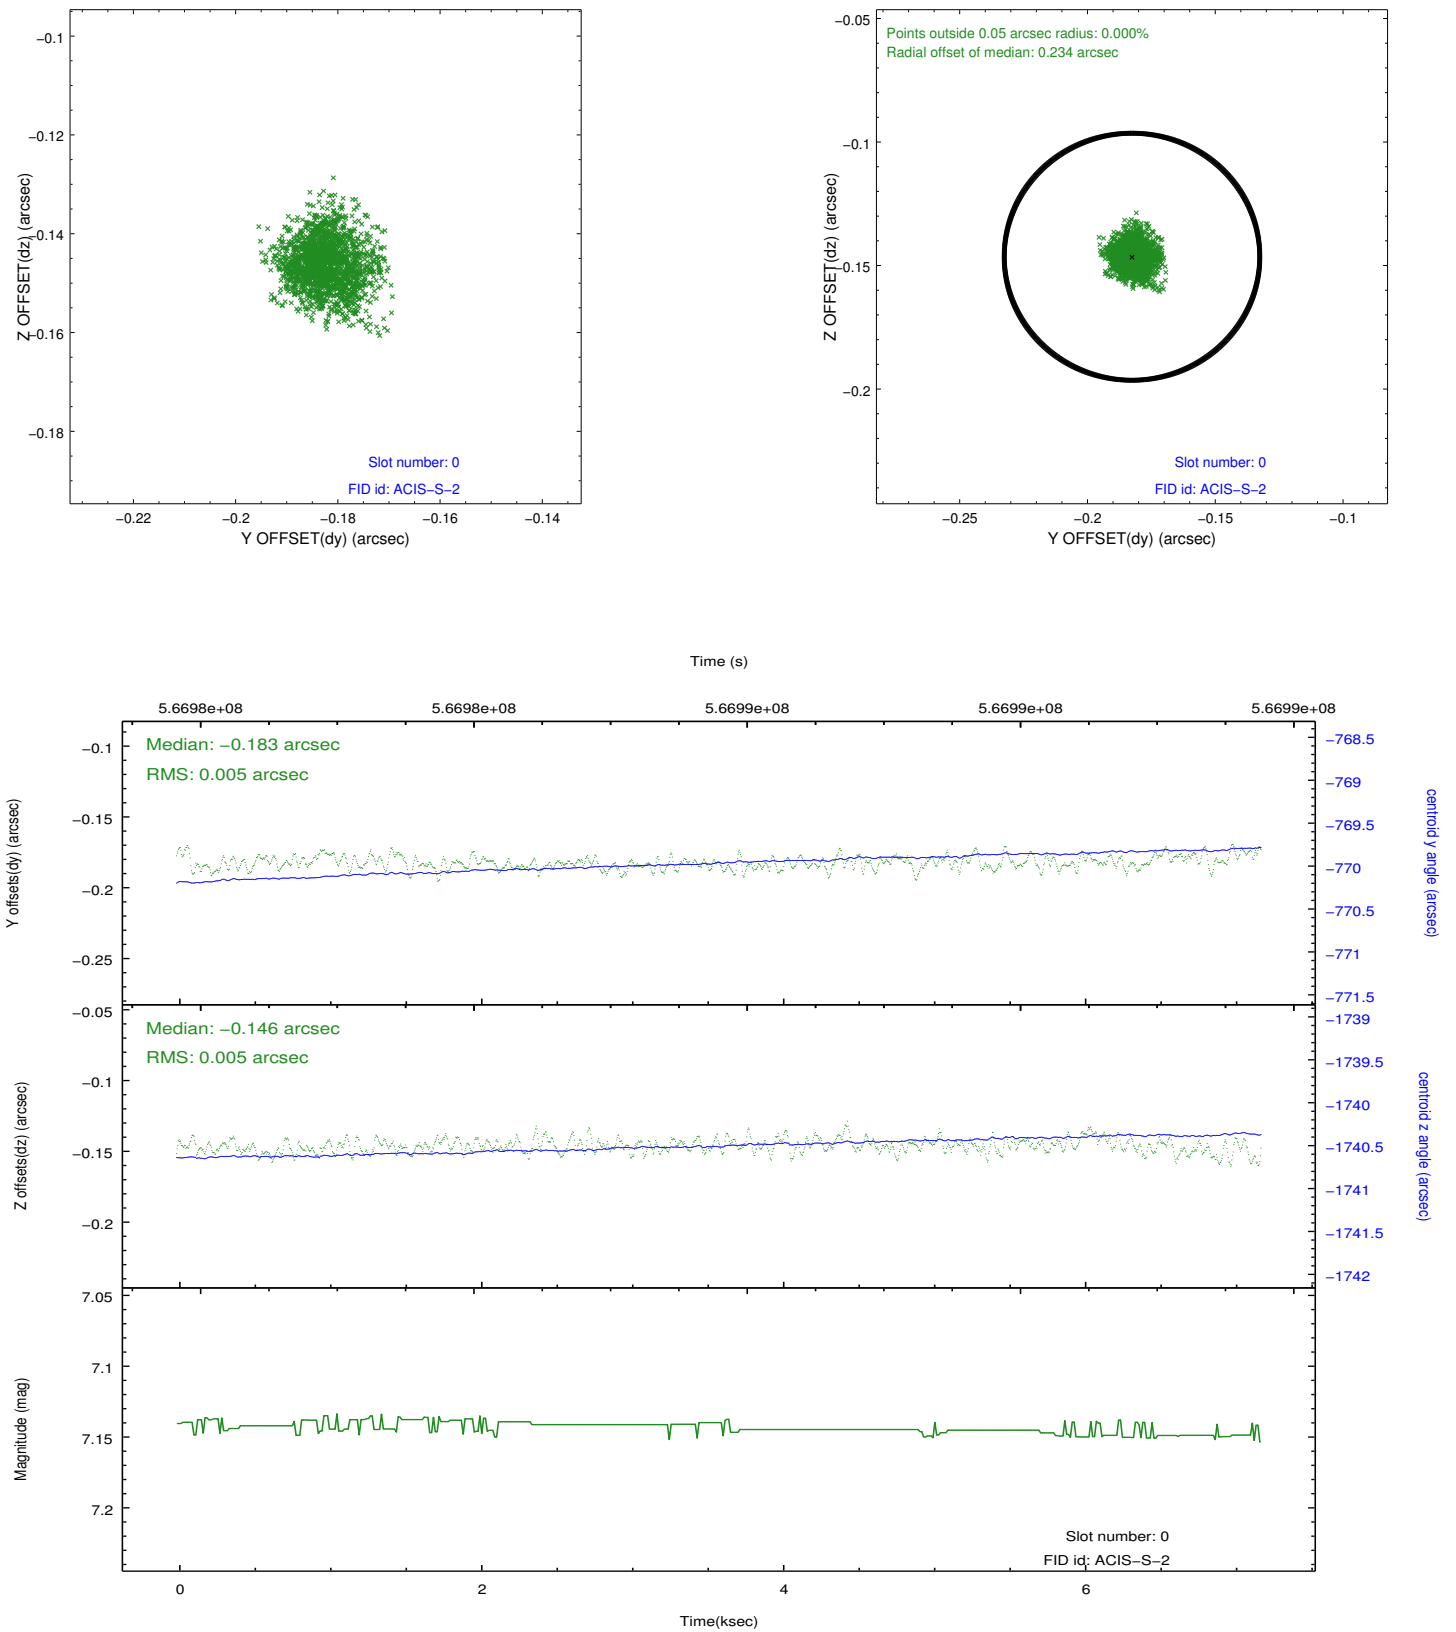 −0.1
−0.12
−0.14
−0.16
−0.18
Z OFFSET(dz) (arcsec)
Slot number: 0
FID id: ACIS−S−2
−0.22 −0.2 −0.18 −0.16 −0.14
Y OFFSET(dy) (arcsec)
−0.05
−0.1
−0.15
−0.2
Z OFFSET(dz) (arcsec)
Points outside 0.05 arcsec radius: 0.000%
Radial offset of median: 0.234 arcsec
Slot number: 0
FID id: ACIS−S−2
−0.25 −0.2 −0.15 −0.1
Y OFFSET(dy) (arcsec)
Time (s)
5.6698e+08 5.6698e+08 5.6699e+08 5.6699e+08 5.6699e+08
Median: −0.183 arcsec
RMS: 0.005 arcsec
−0.1
−0.15
−0.2
−0.25
Y offsets(dy) (arcsec)
−768.5
−769
−769.5
−770
−770.5
−771
−771.5
centroid y angle (arcsec)
Median: −0.146 arcsec
RMS: 0.005 arcsec
−0.05
−0.1
−0.15
−0.2
Z offsets(dz) (arcsec)
−1739
−1739.5
−1740
−1740.5
−1741
−1741.5
−1742
centroid z angle (arcsec)
7.05
7.1
7.15
7.2
Magnitude (mag)
Slot number: 0
FID id: ACIS−S−2
0 2 4 6
Time(ksec)